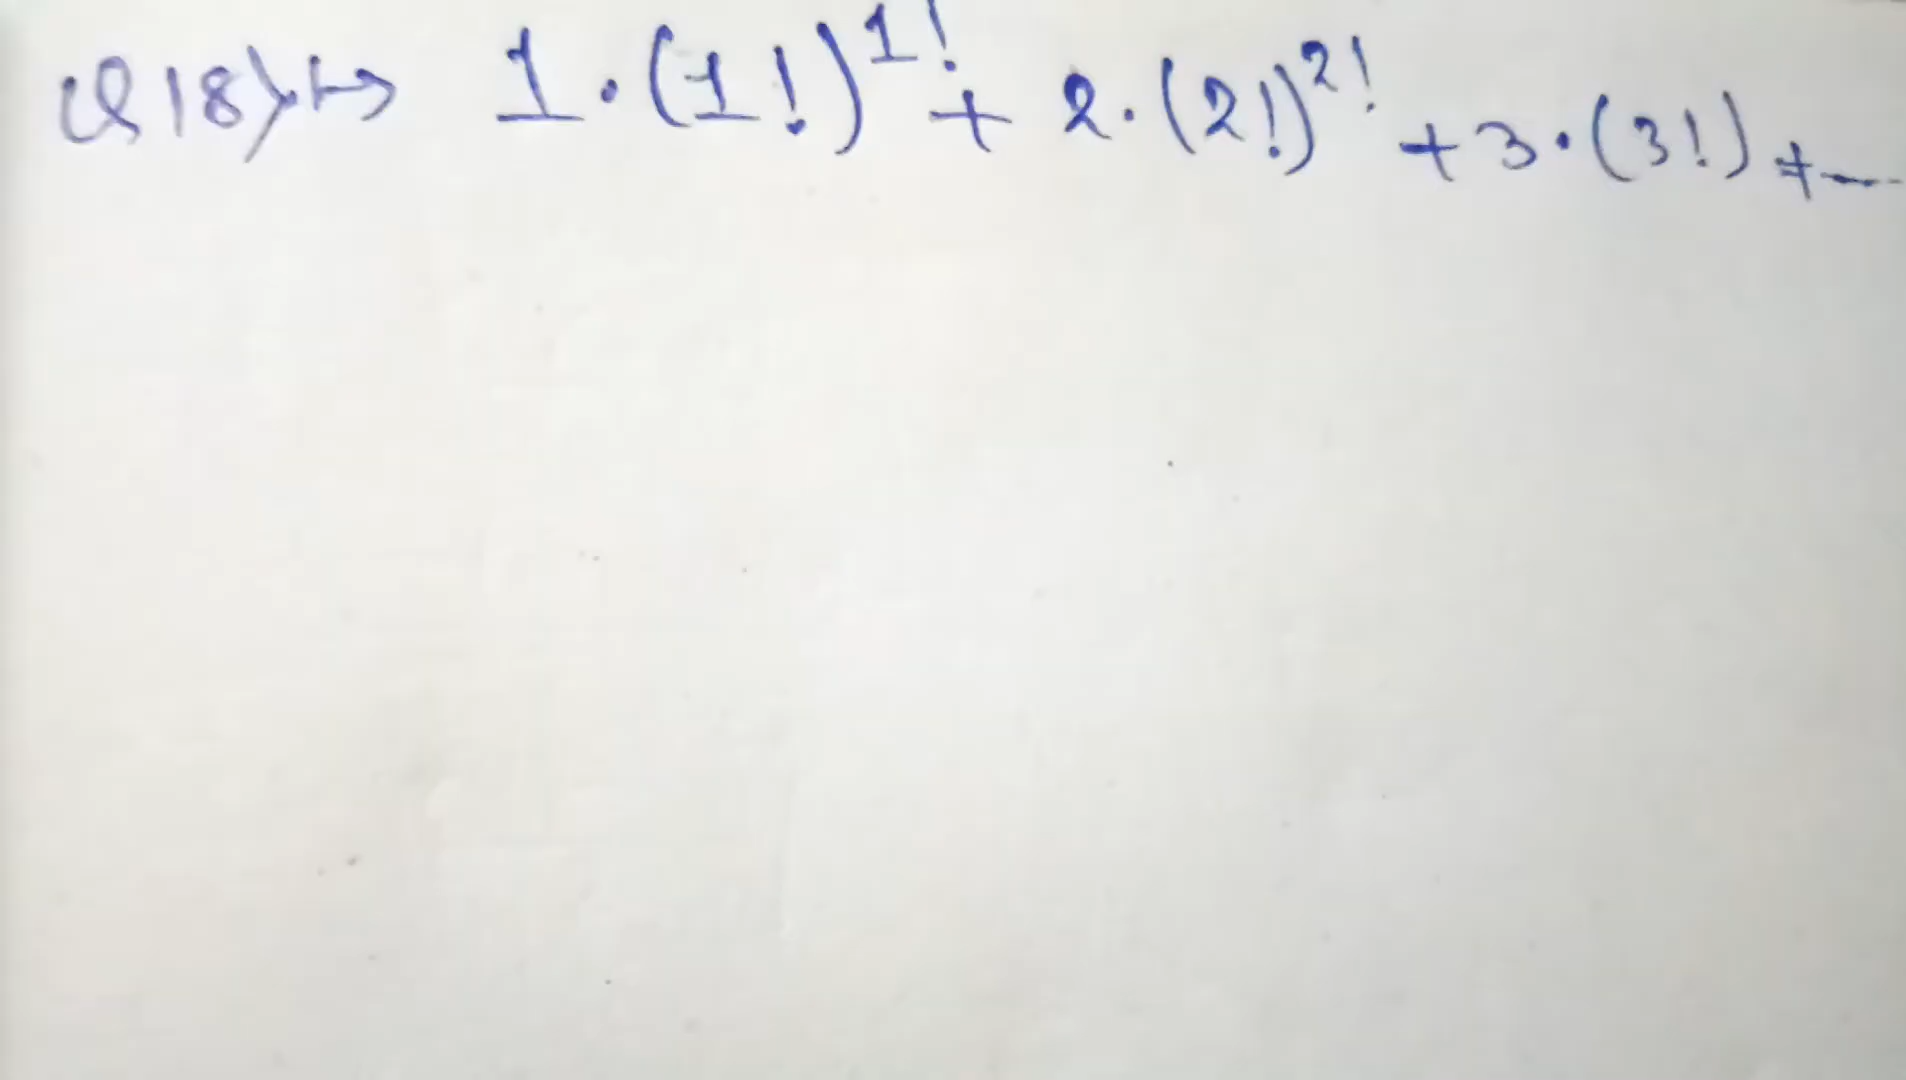 Q18) ↦ 1·(1!)^1! + 2·(2!)^2! + 3·(3!) + ----